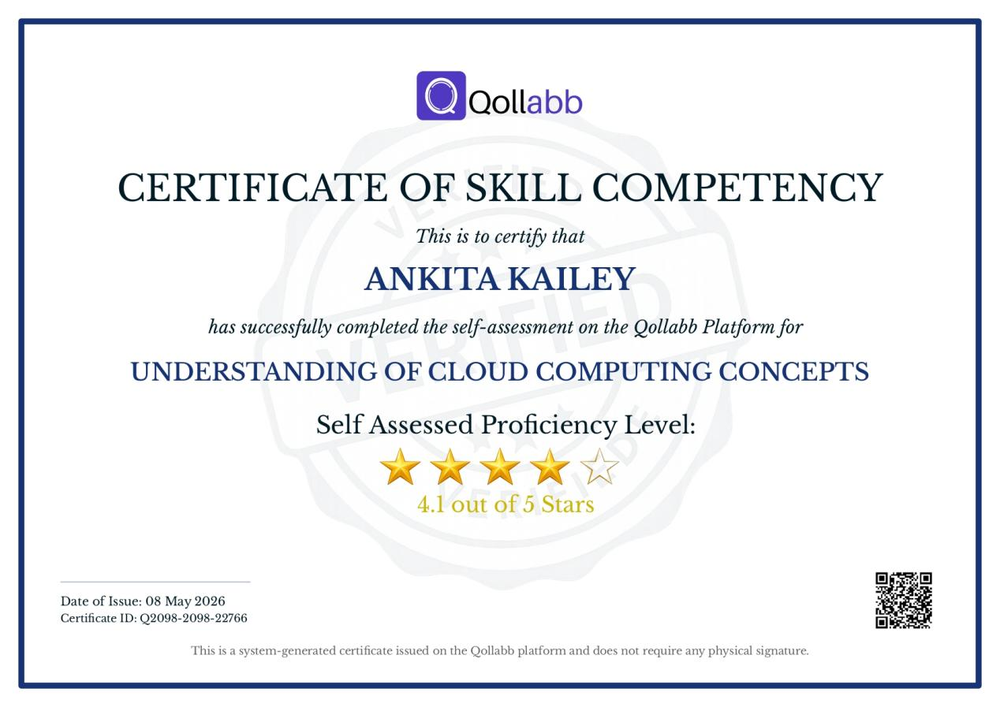 Qollabb
CERTIFICATE OF SKILL COMPETENCY
This is to certify that
ANKITA KAILEY
has successfully completed the self-assessment on the Qollabb Platform for
UNDERSTANDING OF CLOUD COMPUTING CONCEPTS
Self Assessed Proficiency Level:
4.1 out of 5 Stars
Date of Issue: 08 May 2026
Certificate ID: Q2098-2098-22766
This is a system-generated certificate issued on the Qollabb platform and does not require any physical signature.
VERIFIED
VERIFIED
VERIFIED